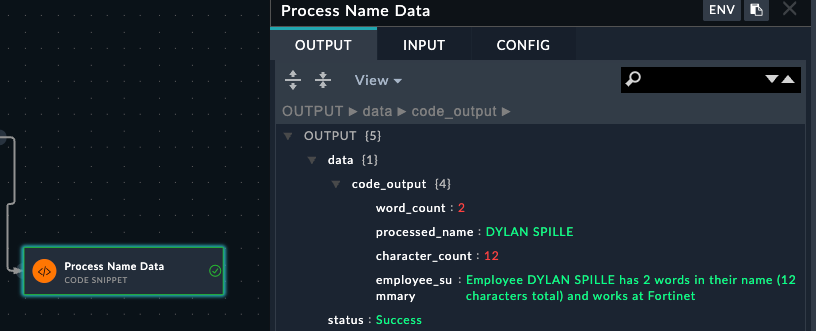 Process Name Data
ENV
OUTPUT INPUT CONFIG
View
OUTPUT ▶ data ▶ code_output ▶
OUTPUT {5}
data {1}
code_output {4}
word_count : 2
processed_name : DYLAN SPILLE
character_count : 12
employee_su : Employee DYLAN SPILLE has 2 words in their name (12
mmary characters total) and works at Fortinet
status : Success
Process Name Data
CODE SNIPPET